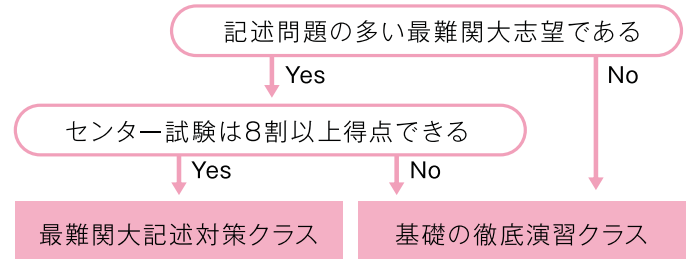 記述問題の多い最難関大志望である
Yes
No
センター試験は8割以上得点できる
Yes
No
最難関大記述対策クラス
基礎の徹底演習クラス